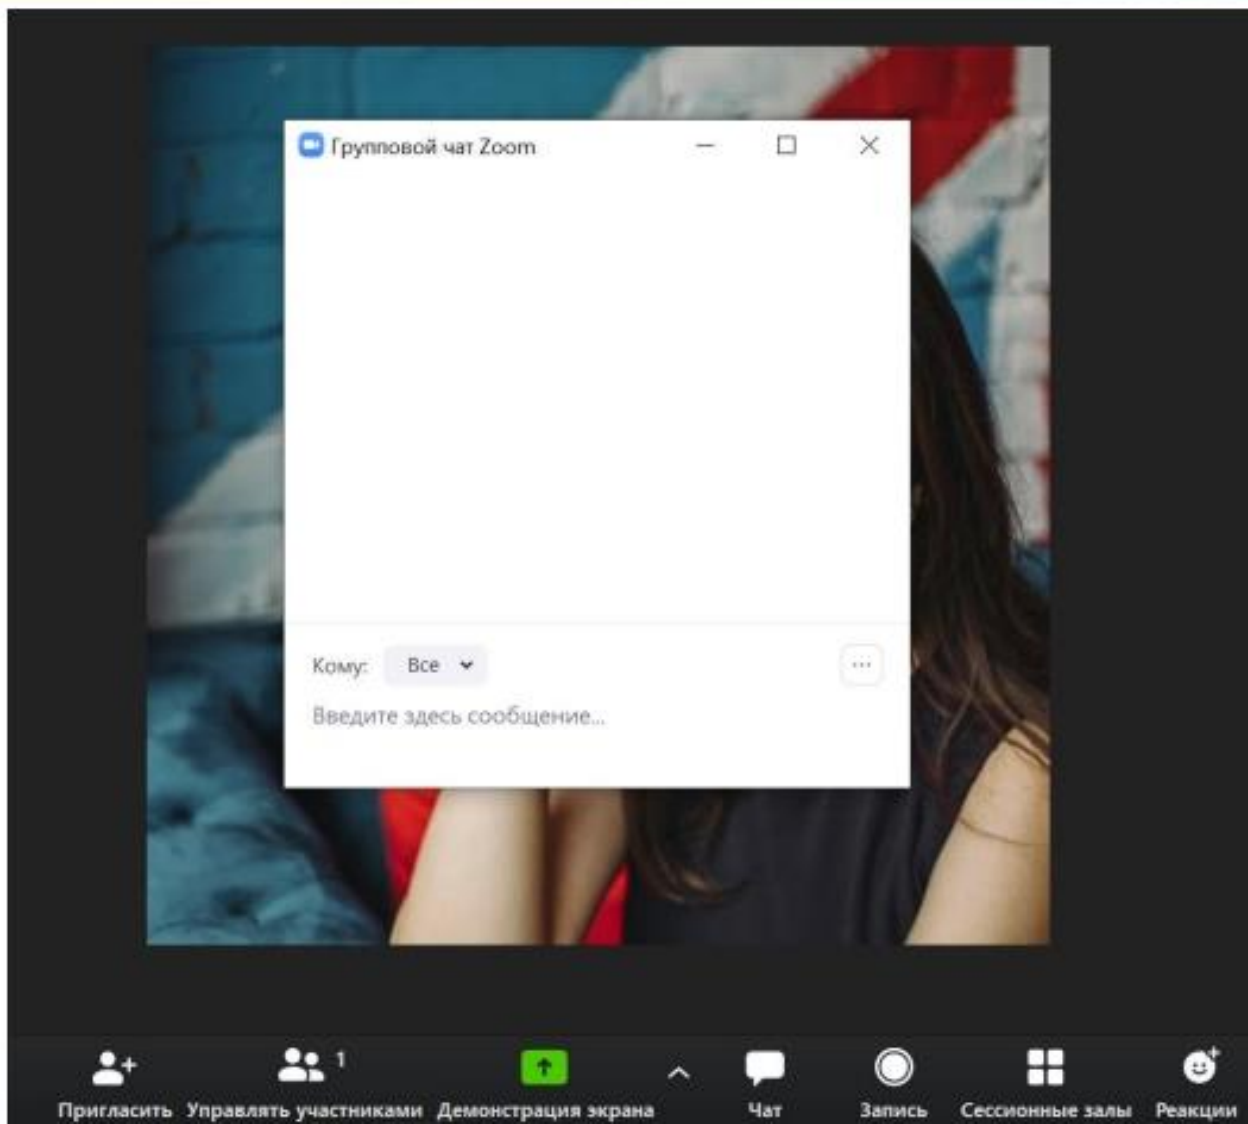 Групповой чат Zoom
Кому: Все
Введите здесь сообщение...
1
Пригласить Управлять участниками Демонстрация экрана Чат Запись Сессионные залы Реакции